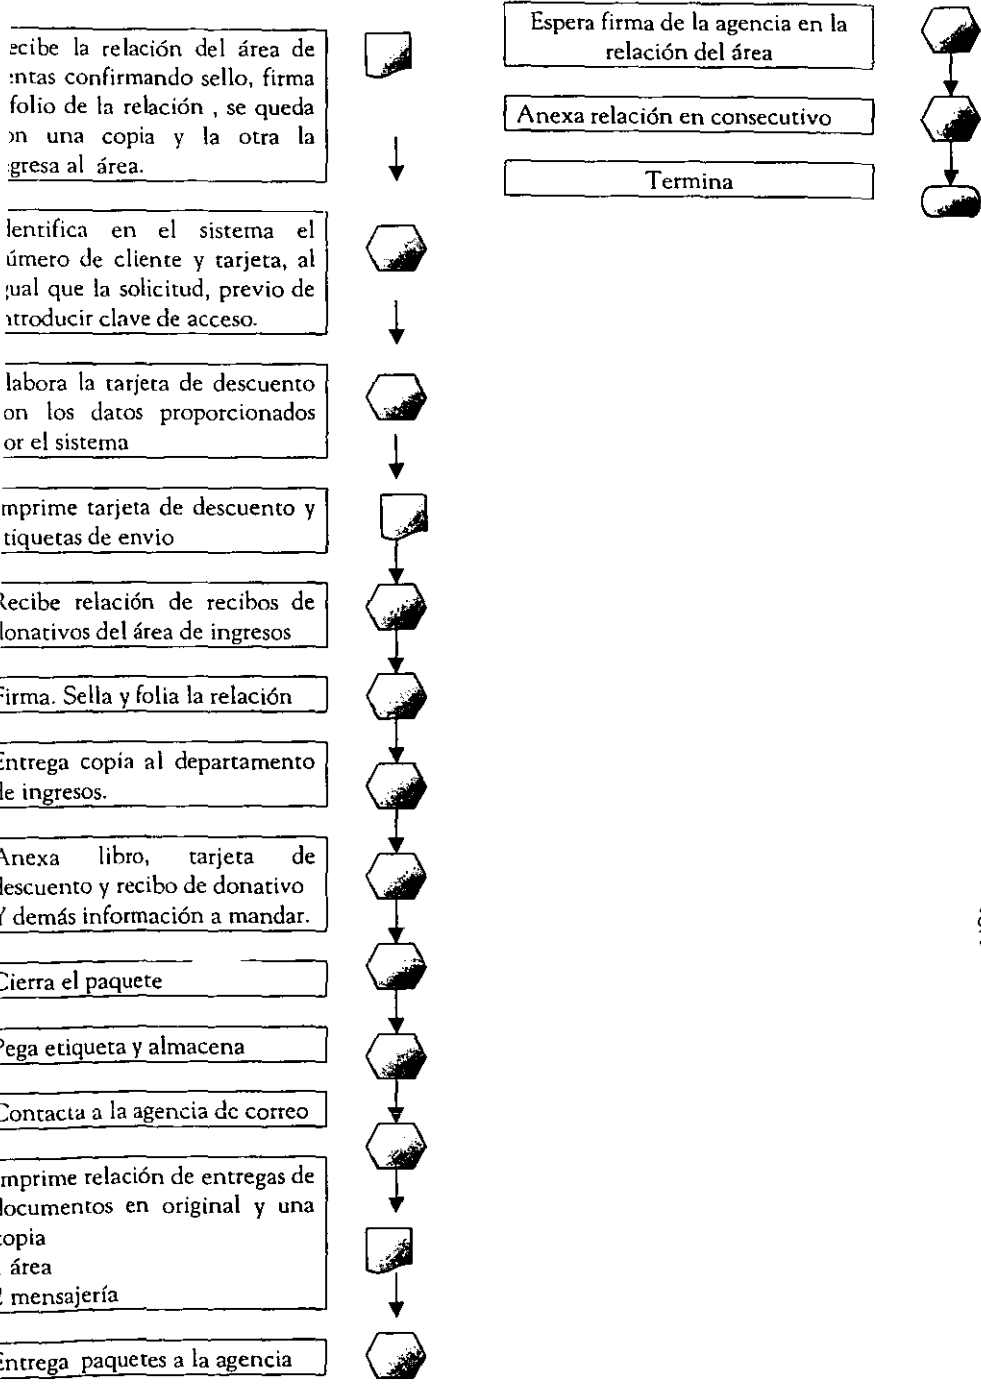 ecibe la relación del área de
ntas confirmando sello, firma
folio de la relación , se queda
on una copia y la otra la
gresa al área.
lentifica en el sistema el
úmero de cliente y tarjeta, al
ual que la solicitud, previo de
ntroducir clave de acceso.
labora la tarjeta de descuento
on los datos proporcionados
or el sistema
mprime tarjeta de descuento y
tiquetas de envio
Recibe relación de recibos de
donativos del área de ingresos
Firma. Sella y folia la relación
Entrega copia al departamento
de ingresos.
Anexa libro, tarjeta de
descuento y recibo de donativo
Y demás información a mandar.
Cierra el paquete
Pega etiqueta y almacena
Contacta a la agencia de correo
mprime relación de entregas de
documentos en original y una
copia
área
2 mensajería
Entrega paquetes a la agencia
Espera firma de la agencia en la
relación del área
Anexa relación en consecutivo
Termina